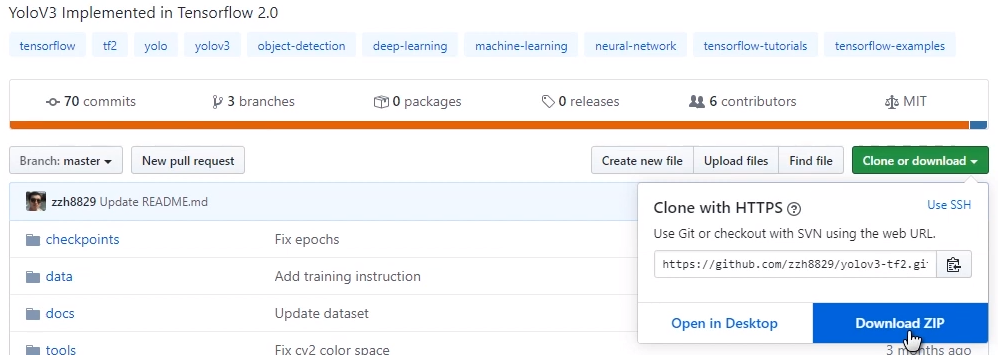 YoloV3 Implemented in Tensorflow 2.0
tensorflow tf2 yolo yolov3 object-detection deep-learning machine-learning neural-network tensorflow-tutorials tensorflow-examples
70 commits 3 branches 0 packages 0 releases 6 contributors MIT
Branch: master New pull request Create new file Upload files Find file Clone or download
zzh8829 Update README.md
Clone with HTTPS Use SSH
Use Git or checkout with SVN using the web URL.
https://github.com/zzh8829/yolov3-tf2.gi
Open in Desktop Download ZIP
checkpoints Fix epochs
data Add training instruction
docs Update dataset
tools Fix cv2 color space 3 months ago